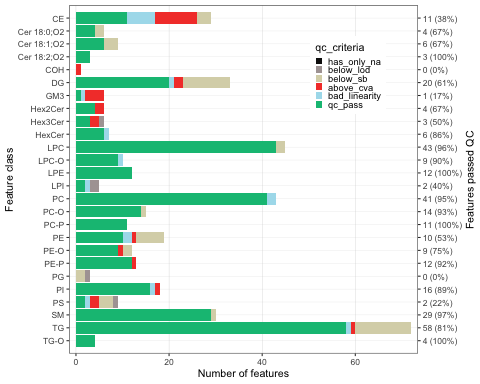 CE 11 (38%)
Cer 18:0;O2 4 (67%)
Cer 18:1;O2 6 (67%)
Cer 18:2;O2 3 (100%)
COH 0 (0%)
DG 20 (61%)
GM3 1 (17%)
Hex2Cer 4 (67%)
Hex3Cer 3 (50%)
HexCer 6 (86%)
LPC 43 (96%)
LPC-O 9 (90%)
LPE 12 (100%)
LPI 2 (40%)
PC 41 (95%)
PC-O 14 (93%)
PC-P 11 (100%)
PE 10 (53%)
PE-O 9 (75%)
PE-P 12 (92%)
PG 0 (0%)
PI 16 (89%)
PS 2 (22%)
SM 29 (97%)
TG 58 (81%)
TG-O 4 (100%)
qc_criteria
has_only_na
below_lod
below_sb
above_cva
bad_linearity
qc_pass
Feature class
Features passed QC
0 20 40 60
Number of features